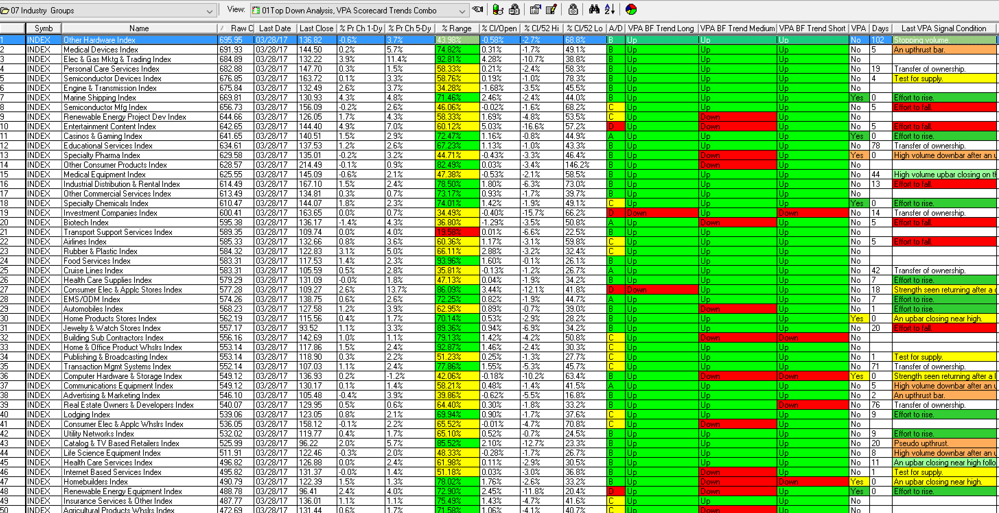 07 Industry Groups View: 01Top Down Analysis, VPA Scorecard Trends Combo
Symb Name Raw C Last Date Last Close % Pr Ch 1-Dy % Pr Ch 5-Dy % Range % Cl/Open % Cl/52 Hi % Cl/52 Lo A/D VPA BF Trend Long VPA BF Trend Medium VPA BF Trend Short VPA Days Last VPA Signal Condition
1 INDEX Other Hardware Index 695.95 03/28/17 136.82 -0.6% 3.7% 43.98% -0.58% -2.7% 68.8% B Up Up Up No 102 Stopping volume.
2 INDEX Medical Devices Index 691.93 03/28/17 144.50 0.2% 5.7% 74.82% 0.31% -1.7% 49.1% B Up Up Up No 5 An upthrust bar.
3 INDEX Elec & Gas Mktg & Trading Index 684.89 03/28/17 132.22 3.9% 11.4% 92.81% 4.28% -10.7% 38.8% B Up Up Up No
4 INDEX Personal Care Services Index 682.88 03/28/17 147.70 0.3% 1.5% 58.33% 0.21% -2.4% 58.3% B Up Up Up No 19 Transfer of ownership.
5 INDEX Semiconductor Devices Index 676.85 03/28/17 163.72 0.1% 3.3% 58.76% 0.19% -1.0% 78.3% B Up Up Up No 4 Test for supply.
6 INDEX Engine & Transmission Index 675.84 03/28/17 132.49 2.6% 3.7% 34.28% -1.68% -3.5% 45.5% B Up Up Up No
7 INDEX Marine Shipping Index 669.81 03/28/17 130.93 4.3% 4.8% 71.46% 2.46% -2.4% 44.0% B Up Up Up Yes 0 Effort to rise.
8 INDEX Semiconductor Mfg Index 656.73 03/28/17 156.09 -0.2% 2.6% 46.06% -0.02% -1.6% 68.2% C Up Up Up No 5 Effort to fall.
9 INDEX Renewable Energy Project Dev Index 644.66 03/28/17 126.05 1.7% 4.3% 58.33% 1.69% -4.8% 53.5% C Up Down Up No
10 INDEX Entertainment Content Index 642.65 03/28/17 144.40 4.9% 7.0% 60.12% 5.03% -16.6% 57.2% D Up Down Up No 5 Effort to fall.
11 INDEX Casinos & Gaming Index 641.65 03/28/17 140.51 1.5% 2.9% 72.47% 1.16% -0.8% 44.9% A Up Up Up Yes 0 Effort to rise.
12 INDEX Educational Services Index 634.61 03/28/17 137.53 1.2% 2.6% 67.23% 1.13% -1.0% 43.3% B Up Up Up No 78 Transfer of ownership.
13 INDEX Specialty Pharma Index 629.58 03/28/17 135.01 -0.2% 3.2% 44.71% -0.43% -3.3% 46.4% B Up Down Up Yes 0 High volume downbar after an u
14 INDEX Other Consumer Products Index 628.57 03/28/17 214.49 -0.1% 0.9% 82.49% 0.03% -3.4% 146.2% B Up Down Up No
15 INDEX Medical Equipment Index 625.55 03/28/17 145.09 -0.6% 2.1% 47.38% -0.53% -2.1% 58.5% B Up Up Up No 44 High volume upbar closing on th
16 INDEX Industrial Distribution & Rental Index 614.49 03/28/17 167.10 1.5% 2.4% 78.50% 1.80% -6.3% 73.0% B Up Up Up No 13 Effort to fall.
17 INDEX Other Commercial Services Index 613.49 03/28/17 134.81 0.3% 0.7% 73.17% 0.93% -1.7% 39.7% B Up Up Up No
18 INDEX Specialty Chemicals Index 610.47 03/28/17 144.07 1.8% 2.3% 74.01% 1.42% -1.9% 49.1% C Up Up Up Yes 0 Effort to rise.
19 INDEX Investment Companies Index 600.41 03/28/17 163.65 0.0% 0.7% 34.49% -0.40% -15.7% 66.2% D Down Up Down No 14 Transfer of ownership.
20 INDEX Biotech Index 595.38 03/28/17 136.17 -1.4% 4.3% 36.80% -1.29% -3.5% 50.8% A Up Down Up No 5 Effort to fall.
21 INDEX Transport Support Services Index 589.35 03/28/17 109.74 0.0% 4.0% 19.58% 0.01% -6.6% 22.5% B Up Up Up No
22 INDEX Airlines Index 585.33 03/28/17 132.66 0.8% 3.6% 60.36% 1.17% -3.1% 59.8% C Up Up Up No 5 Effort to fall.
23 INDEX Rubber & Plastic Index 584.32 03/28/17 122.83 3.1% 5.0% 66.11% 2.88% -3.2% 32.4% C Up Up Up No
24 INDEX Food Services Index 583.31 03/28/17 117.53 1.4% 2.3% 93.96% 1.60% -0.1% 26.1% B Up Up Up No
25 INDEX Cruise Lines Index 583.31 03/28/17 105.59 0.5% 2.8% 35.81% -0.13% -1.2% 26.7% A Up Up Up No 42 Transfer of ownership.
26 INDEX Health Care Supplies Index 579.29 03/28/17 131.09 -0.0% 1.8% 47.13% 0.04% -1.9% 34.2% B Up Up Up No 7 Effort to rise.
27 INDEX Consumer Elec & Applc Stores Index 577.28 03/28/17 109.27 2.6% 13.7% 86.09% 3.44% -12.1% 41.8% D Down Up Up No 18 Strength seen returning after a
28 INDEX EMS/ODM Index 574.26 03/28/17 138.75 0.6% 2.6% 72.25% 0.82% -1.9% 44.7% A Up Up Up No 7 Effort to rise.
29 INDEX Automobiles Index 568.23 03/28/17 127.58 1.2% 3.9% 62.95% 0.89% -0.7% 39.0% B Up Down Up No 1 Effort to rise.
30 INDEX Home Products Stores Index 562.19 03/28/17 115.56 0.4% 1.7% 70.14% 0.53% -2.9% 28.2% B Up Up Up Yes 0 An upbar closing near high.
31 INDEX Jewelry & Watch Stores Index 557.17 03/28/17 93.52 1.1% 3.3% 89.36% 0.94% -6.9% 34.2% B Up Up Up No 20 Effort to fall.
32 INDEX Building Sub Contractors Index 556.16 03/28/17 142.69 1.0% 1.1% 79.13% 1.42% -4.2% 50.8% C Up Down Down No
33 INDEX Home & Office Product Whslrs Index 553.14 03/28/17 117.86 1.5% 2.4% 92.87% 1.46% -2.4% 30.3% C Up Up Up No
34 INDEX Publishing & Broadcasting Index 553.14 03/28/17 118.90 0.3% 2.2% 51.23% 0.25% -1.3% 27.7% C Up Up Up No 1 Test for supply.
35 INDEX Transaction Mgmt Systems Index 552.14 03/28/17 107.03 1.1% 2.4% 77.86% 1.55% -5.3% 45.7% C Up Up Up No 71 Transfer of ownership.
36 INDEX Computer Hardware & Storage Index 549.12 03/28/17 136.93 0.2% -1.2% 42.06% -0.18% -10.2% 63.4% B Up Down Down Yes 0 Strength seen returning after a l
37 INDEX Communications Equipment Index 549.12 03/28/17 130.17 0.1% 1.4% 58.21% 0.48% -1.4% 41.5% A Up Up Up No 5 High volume downbar after an u
38 INDEX Advertising & Marketing Index 546.10 03/28/17 105.48 -0.4% 3.9% 39.86% -0.62% -5.5% 16.8% B Up Up Up No 2 An upthrust bar.
39 INDEX Real Estate Owners & Developers Index 540.07 03/28/17 129.95 0.5% 0.6% 64.40% 0.30% -1.8% 33.2% B Up Up Down No 76 Transfer of ownership.
40 INDEX Lodging Index 539.06 03/28/17 123.05 0.8% 2.1% 69.94% 0.90% -1.7% 37.6% C Up Up Up No 9 Effort to rise.
41 INDEX Consumer Elec & Applc Whslrs Index 536.05 03/28/17 158.12 -0.1% 2.2% 65.52% -0.01% -4.7% 70.8% C Up Down Up No
42 INDEX Utility Networks Index 532.02 03/28/17 119.77 0.4% 1.7% 65.10% 0.52% -0.7% 24.5% B Up Up Up No 9 Effort to rise.
43 INDEX Catalog & TV Based Retailers Index 525.99 03/28/17 96.22 2.0% 5.7% 85.52% 2.10% -12.7% 23.3% B Up Up Up No 20 Pseudo upthrust.
44 INDEX Life Science Equipment Index 511.91 03/28/17 122.46 -0.3% 2.0% 48.33% -0.28% -1.7% 26.7% B Up Up Up No 8 High volume downbar after an u
45 INDEX Health Care Services Index 496.82 03/28/17 126.88 0.0% 2.4% 61.98% 0.11% -2.9% 30.5% B Up Up Up No 11 An upbar closing near high follo
46 INDEX Internet Based Services Index 495.82 03/28/17 131.37 -0.0% 1.4% 51.18% 0.03% -3.0% 36.8% B Up Down Up No 1 Test for supply.
47 INDEX Homebuilders Index 490.79 03/28/17 122.39 1.5% 1.3% 78.02% 1.76% -2.6% 33.2% B Up Down Down Yes 0 An upbar closing near high.
48 INDEX Renewable Energy Equipment Index 488.78 03/28/17 96.41 2.4% 4.0% 72.90% 2.45% -11.8% 20.4% D Up Down Up Yes 0 Effort to rise.
49 INDEX Insurance Services & Other Index 487.77 03/28/17 136.01 1.1% 1.1% 75.49% 1.43% -4.7% 41.6% C Up Up Up No
50 INDEX Agricultural Products Whslrs Index 472.69 03/28/17 131.44 0.6% 1.7% 71.58% 1.06% -4.1% 40.7% C Up Down Up No